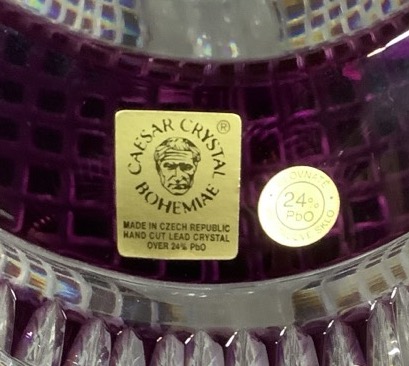 CAESAR CRYSTAL ®
BOHEMIAE
MADE IN CZECH REPUBLIC
HAND CUT LEAD CRYSTAL
OVER 24% PbO
24%
PbO